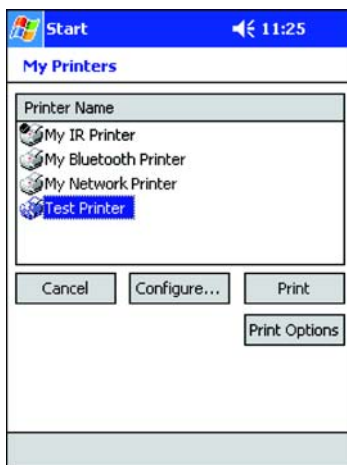 Start 11:25
My Printers
Printer Name
My IR Printer
My Bluetooth Printer
My Network Printer
Test Printer
Cancel Configure... Print
Print Options